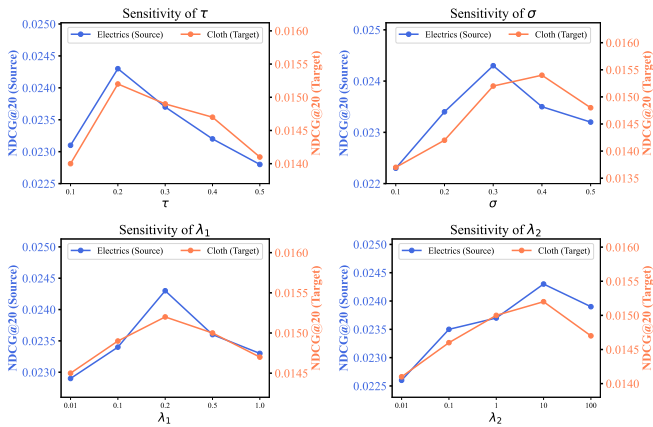 Sensitivity of τ
Electrics (Source)
Cloth (Target)
NDCG@20 (Source)
0.0250
0.0245
0.0240
0.0235
0.0230
0.0225
NDCG@20 (Target)
0.0160
0.0155
0.0150
0.0145
0.0140
0.1 0.2 0.3 0.4 0.5
τ
Sensitivity of σ
Electrics (Source)
Cloth (Target)
NDCG@20 (Source)
0.025
0.024
0.023
0.022
NDCG@20 (Target)
0.0160
0.0155
0.0150
0.0145
0.0140
0.0135
0.1 0.2 0.3 0.4 0.5
σ
Sensitivity of λ₁
Electrics (Source)
Cloth (Target)
NDCG@20 (Source)
0.0250
0.0245
0.0240
0.0235
0.0230
NDCG@20 (Target)
0.0160
0.0155
0.0150
0.0145
0.01 0.1 0.2 0.5 1.0
λ₁
Sensitivity of λ₂
Electrics (Source)
Cloth (Target)
NDCG@20 (Source)
0.0250
0.0245
0.0240
0.0235
0.0230
0.0225
NDCG@20 (Target)
0.0160
0.0155
0.0150
0.0145
0.0140
0.01 0.1 1 10 100
λ₂